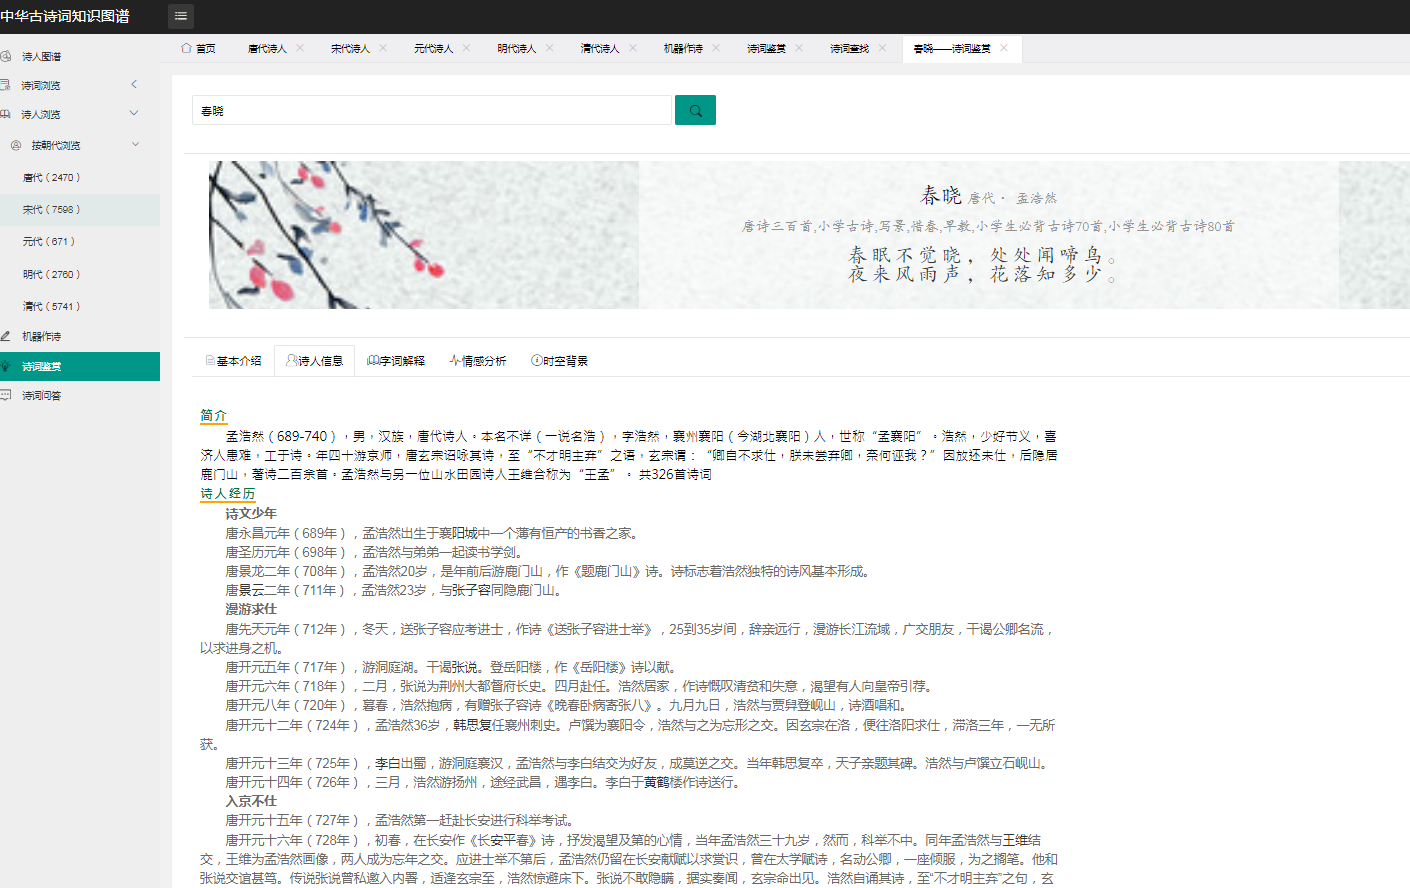 中华古诗词知识图谱
首页 唐代诗人 宋代诗人 元代诗人 明代诗人 清代诗人 机器作诗 诗词鉴赏 诗词查找 春晓——诗词鉴赏
诗人图谱
诗词浏览
诗人浏览
按朝代浏览
唐代（2470）
宋代（7598）
元代（671）
明代（2760）
清代（5741）
机器作诗
诗词鉴赏
诗词问答
春晓
春晓 唐代· 孟浩然
唐诗三百首,小学古诗,写景,惜春,早教,小学生必背古诗70首,小学生必背古诗80首
春眠不觉晓，处处闻啼鸟。
夜来风雨声，花落知多少。
基本介绍 诗人信息 字词解释 情感分析 时空背景
简介
孟浩然（689-740），男，汉族，唐代诗人。本名不详（一说名浩），字浩然，襄州襄阳（今湖北襄阳）人，世称“孟襄阳”。浩然，少好节义，喜
济人患难，工于诗。年四十游京师，唐玄宗诏咏其诗，至“不才明主弃”之语，玄宗谓：“卿自不求仕，朕未尝弃卿，奈何诬我？”因放还未仕，后隐居
鹿门山，著诗二百余首。孟浩然与另一位山水田园诗人王维合称为“王孟”。 共326首诗词
诗人经历
诗文少年
唐永昌元年（689年），孟浩然出生于襄阳城中一个薄有恒产的书香之家。
唐圣历元年（698年），孟浩然与弟弟一起读书学剑。
唐景龙二年（708年），孟浩然20岁，是年前后游鹿门山，作《题鹿门山》诗。诗标志着浩然独特的诗风基本形成。
唐景云二年（711年），孟浩然23岁，与张子容同隐鹿门山。
漫游求仕
唐先天元年（712年），冬天，送张子容应考进士，作诗《送张子容进士举》，25到35岁间，辞亲远行，漫游长江流域，广交朋友，干谒公卿名流，
以求进身之机。
唐开元五年（717年），游洞庭湖。干谒张说。登岳阳楼，作《岳阳楼》诗以献。
唐开元六年（718年），二月，张说为荆州大都督府长史。四月赴任。浩然居家，作诗慨叹清贫和失意，渴望有人向皇帝引荐。
唐开元八年（720年），暮春，浩然抱病，有赠张子容诗《晚春卧病寄张八》。九月九日，浩然与贾舁登岘山，诗酒唱和。
唐开元十二年（724年），孟浩然36岁，韩思复任襄州刺史。卢僎为襄阳令，浩然与之为忘形之交。因玄宗在洛，便往洛阳求仕，滞洛三年，一无所
获。
唐开元十三年（725年），李白出蜀，游洞庭襄汉，孟浩然与李白结交为好友，成莫逆之交。当年韩思复卒，天子亲题其碑。浩然与卢僎立石岘山。
唐开元十四年（726年），三月，浩然游扬州，途经武昌，遇李白。李白于黄鹤楼作诗送行。
入京不仕
唐开元十五年（727年），孟浩然第一赶赴长安进行科举考试。
唐开元十六年（728年），初春，在长安作《长安平春》诗，抒发渴望及第的心情，当年孟浩然三十九岁，然而，科举不中。同年孟浩然与王维结
交，王维为孟浩然画像，两人成为忘年之交。应进士举不第后，孟浩然仍留在长安献赋以求赏识，曾在太学赋诗，名动公卿，一座倾服，为之搁笔。他和
张说交谊甚笃。传说张说曾私邀入内署，适逢玄宗至，浩然惊避床下。张说不敢隐瞒，据实奏闻，玄宗命出见。浩然自诵其诗，至“不才明主弃”之句，玄